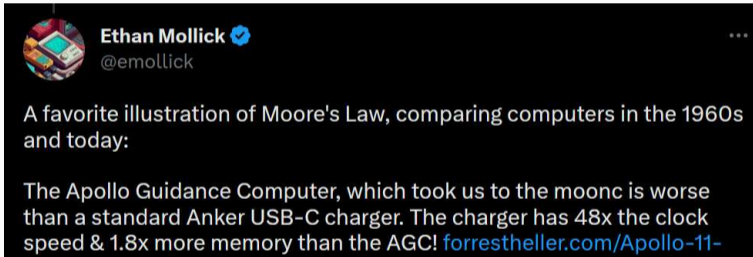 Ethan Mollick
@emollick
A favorite illustration of Moore's Law, comparing computers in the 1960s
and today:
The Apollo Guidance Computer, which took us to the moonc is worse
than a standard Anker USB-C charger. The charger has 48x the clock
speed & 1.8x more memory than the AGC! forrestheller.com/Apollo-11-